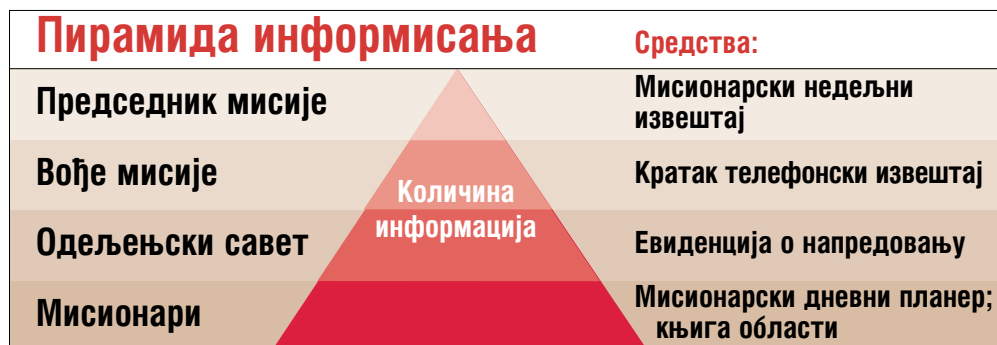 Пирамида информисања
Средства:
Председник мисије
Мисионарски недељни
извештај
Вође мисије
Кратак телефонски извештај
Количина
информација
Одељењски савет
Евиденција о напредовању
Мисионари
Мисионарски дневни планер;
књига области